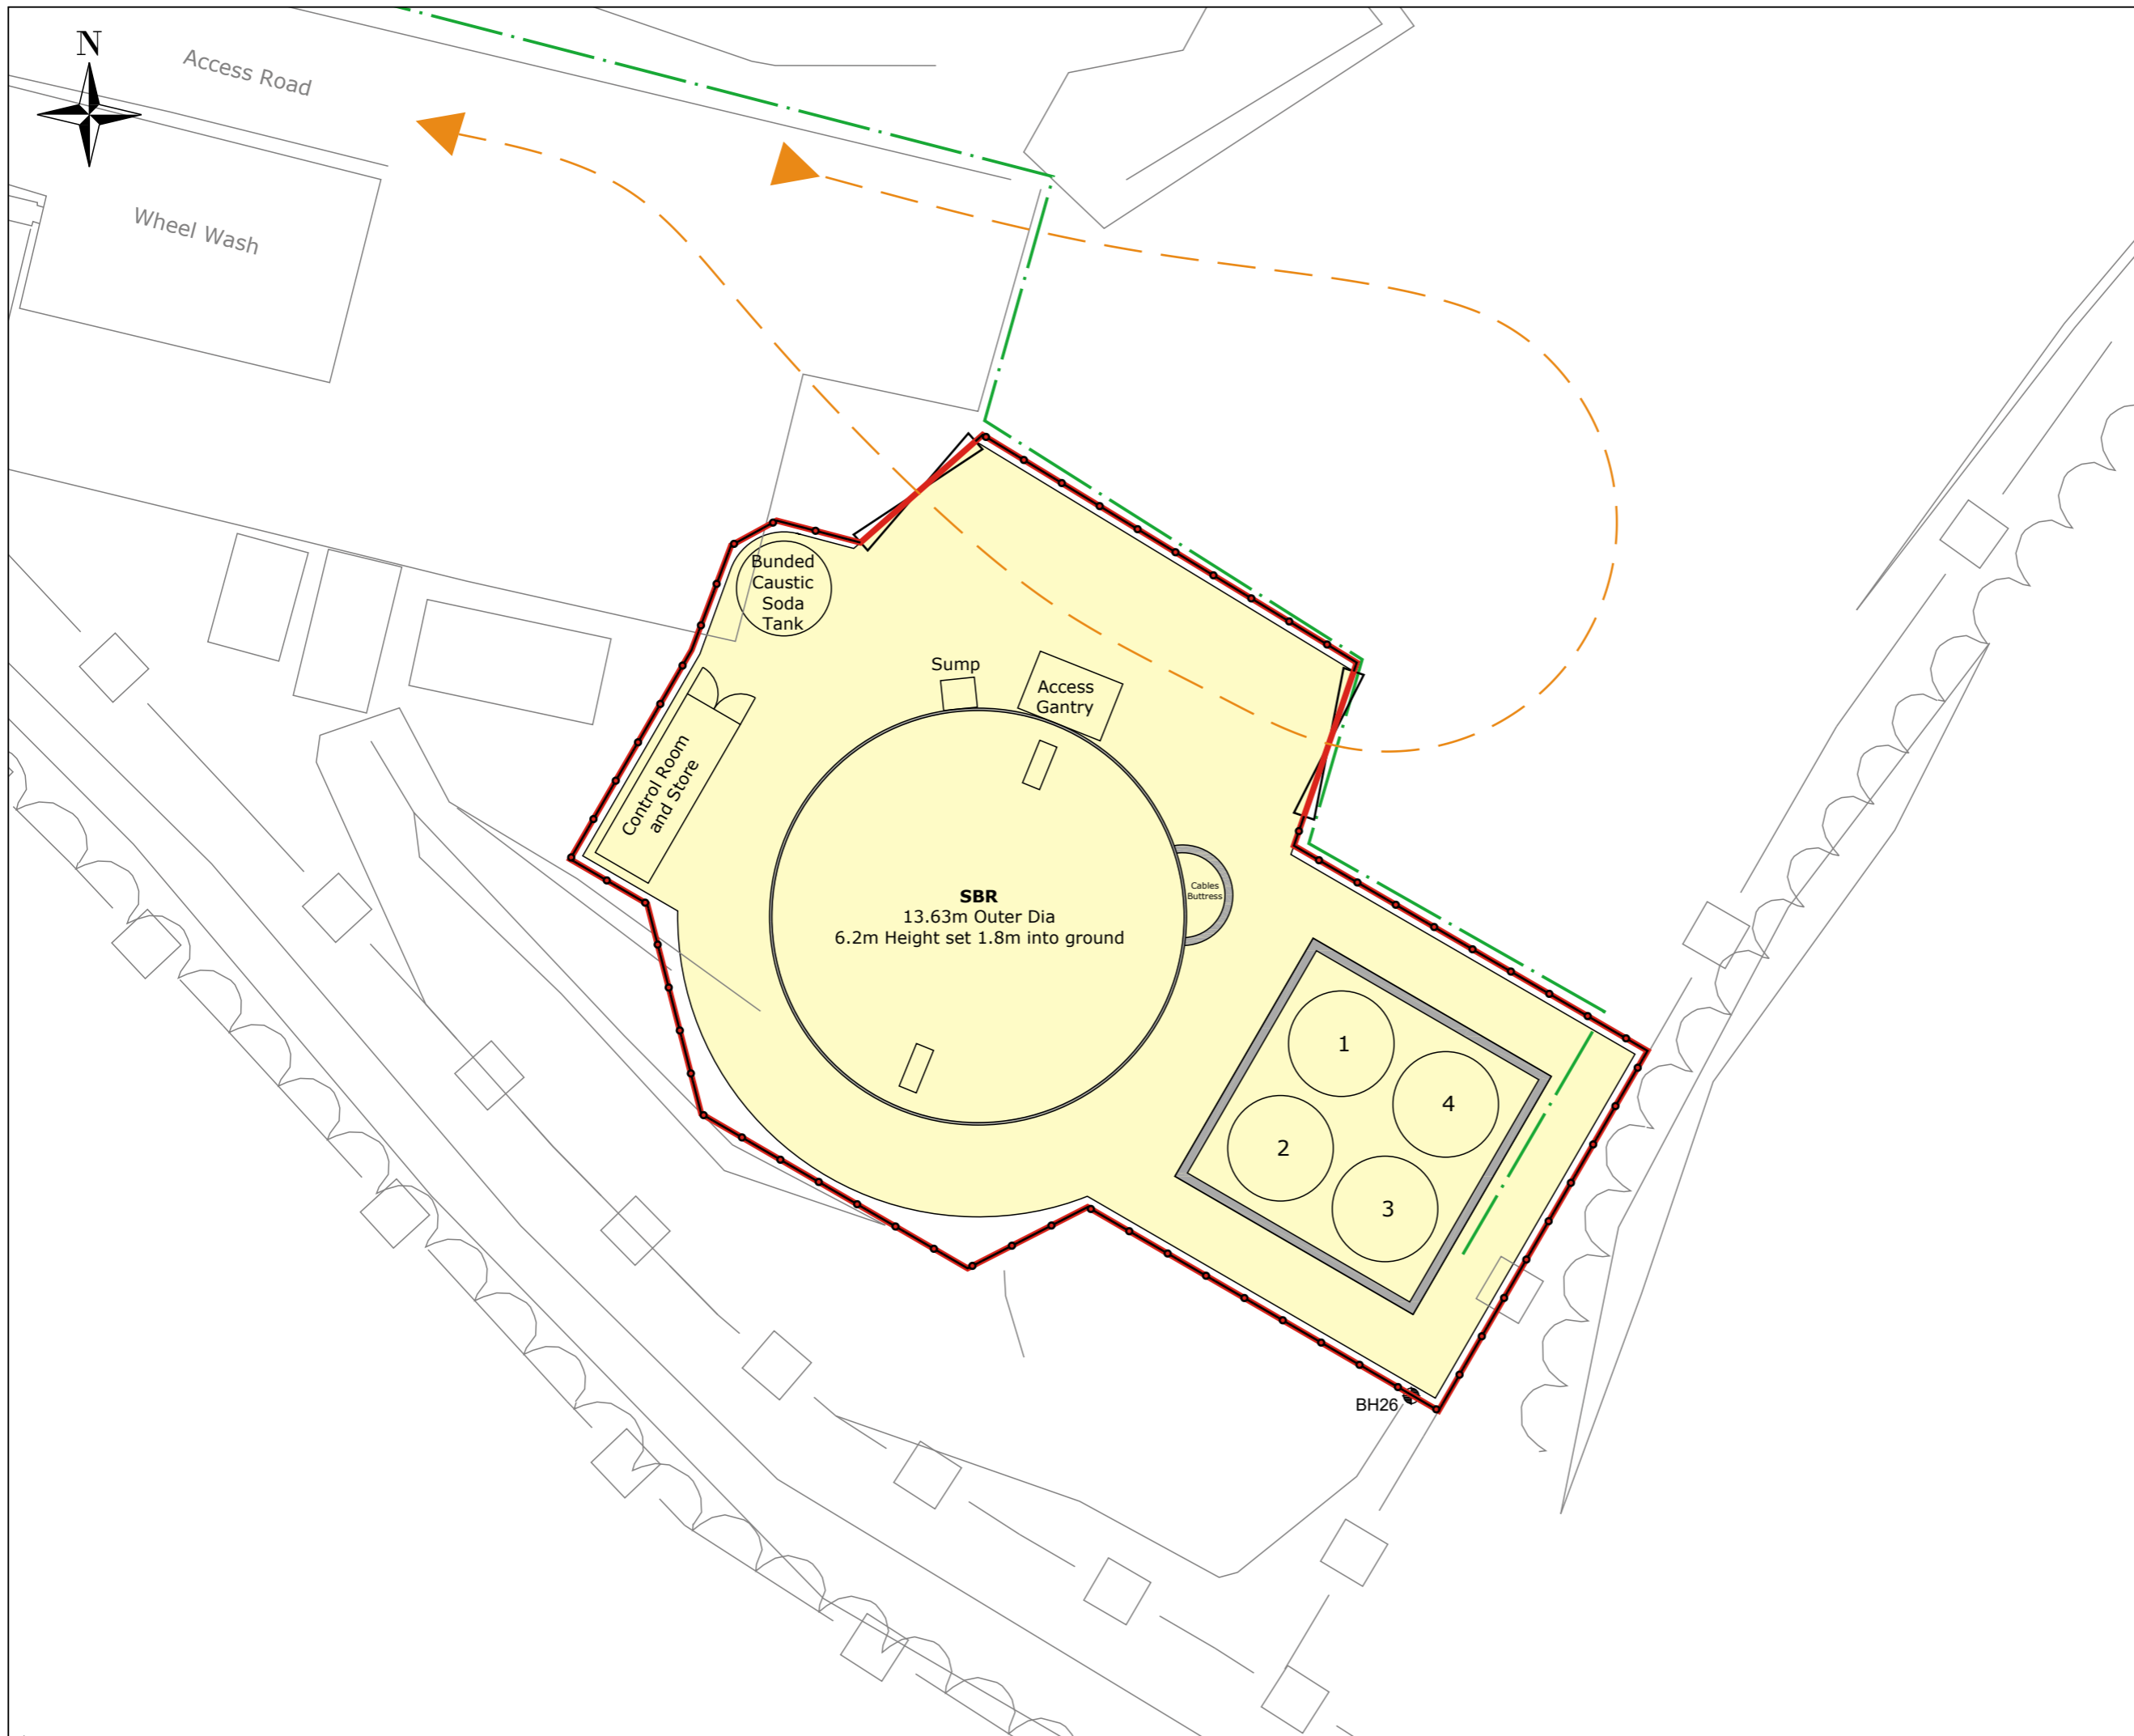 N
Access Road
Wheel Wash
Bunded
Caustic
Soda
Tank
Sump
Access
Gantry
Control Room
and Store
Cables
Buttress
SBR
13.63m Outer Dia
6.2m Height set 1.8m into ground
1
4
2
3
BH26